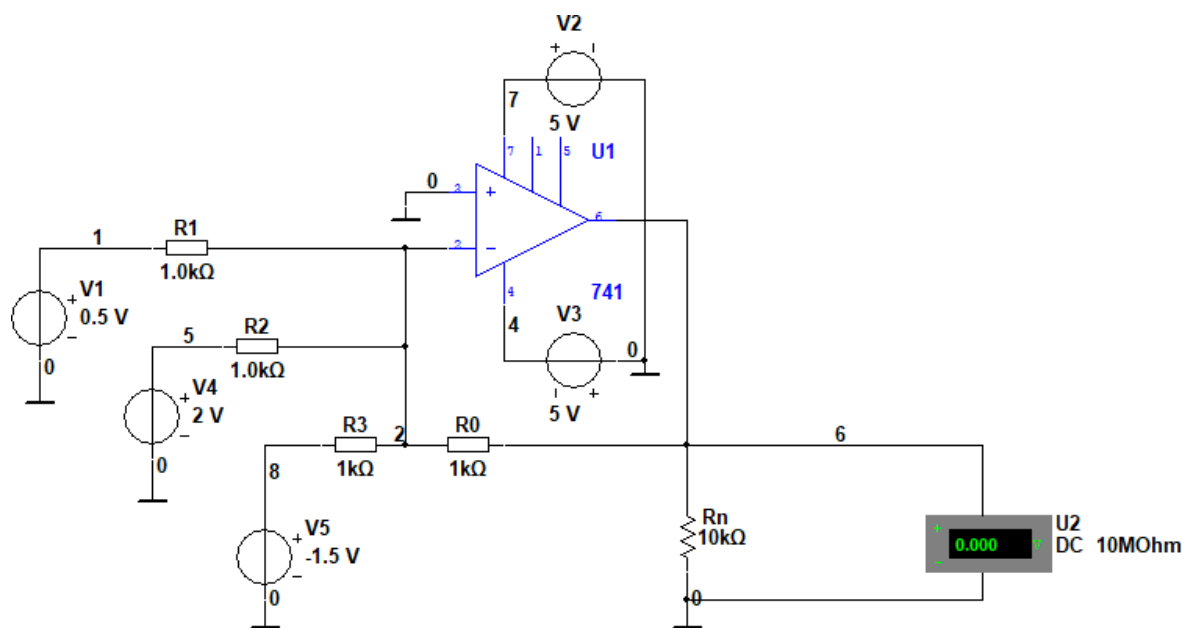 V2
+ −
7
5 V
7 1 5
U1
0
3
+
6
1
R1
2
−
1.0kΩ
4
741
V1
+
0.5 V
−
5
R2
4
V3
0
0
1.0kΩ
V4
+
2 V
−
− +
5 V
R3
2
R0
6
0
8
1kΩ
1kΩ
V5
+
-1.5 V
−
Rn
10kΩ
+
0.000
V
−
U2
DC 10MOhm
0
0